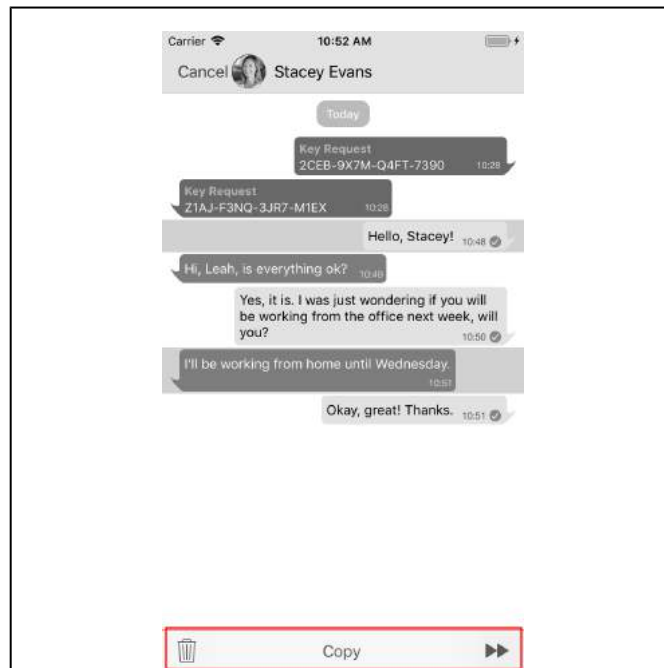 Carrier
10:52 AM
Cancel
Stacey Evans
Today
Key Request
2CEB-9X7M-Q4FT-7390
10:28
Key Request
Z1AJ-F3NQ-3JR7-M1EX
10:28
Hello, Stacey!
10:48
Hi, Leah, is everything ok?
10:49
Yes, it is. I was just wondering if you will
be working from the office next week, will
you?
10:50
I'll be working from home until Wednesday.
10:51
Okay, great! Thanks.
10:51
Copy